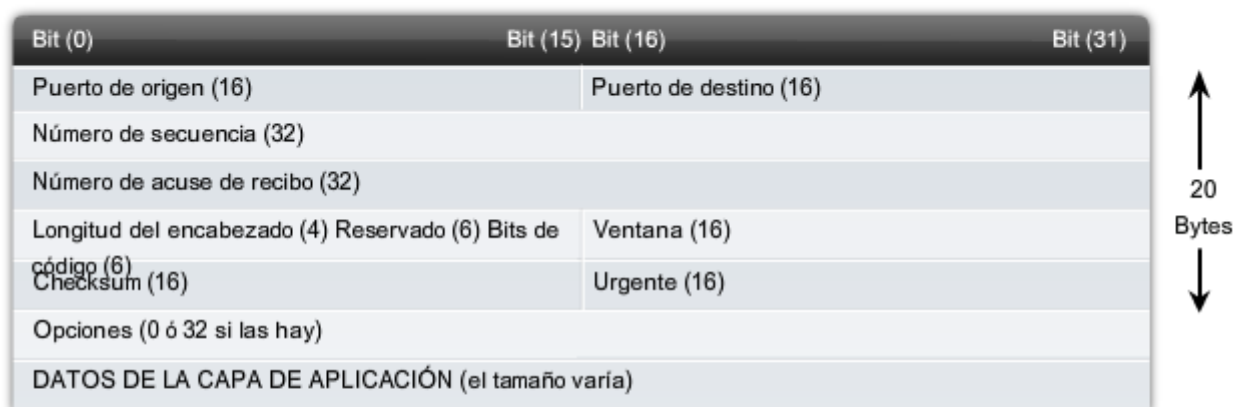 Bit (0) Bit (15) Bit (16) Bit (31)
Puerto de origen (16) Puerto de destino (16)
Número de secuencia (32)
Número de acuse de recibo (32)
Longitud del encabezado (4) Reservado (6) Bits de
código (6)
Ventana (16)
Checksum (16) Urgente (16)
Opciones (0 ó 32 si las hay)
DATOS DE LA CAPA DE APLICACIÓN (el tamaño varía)
20
Bytes